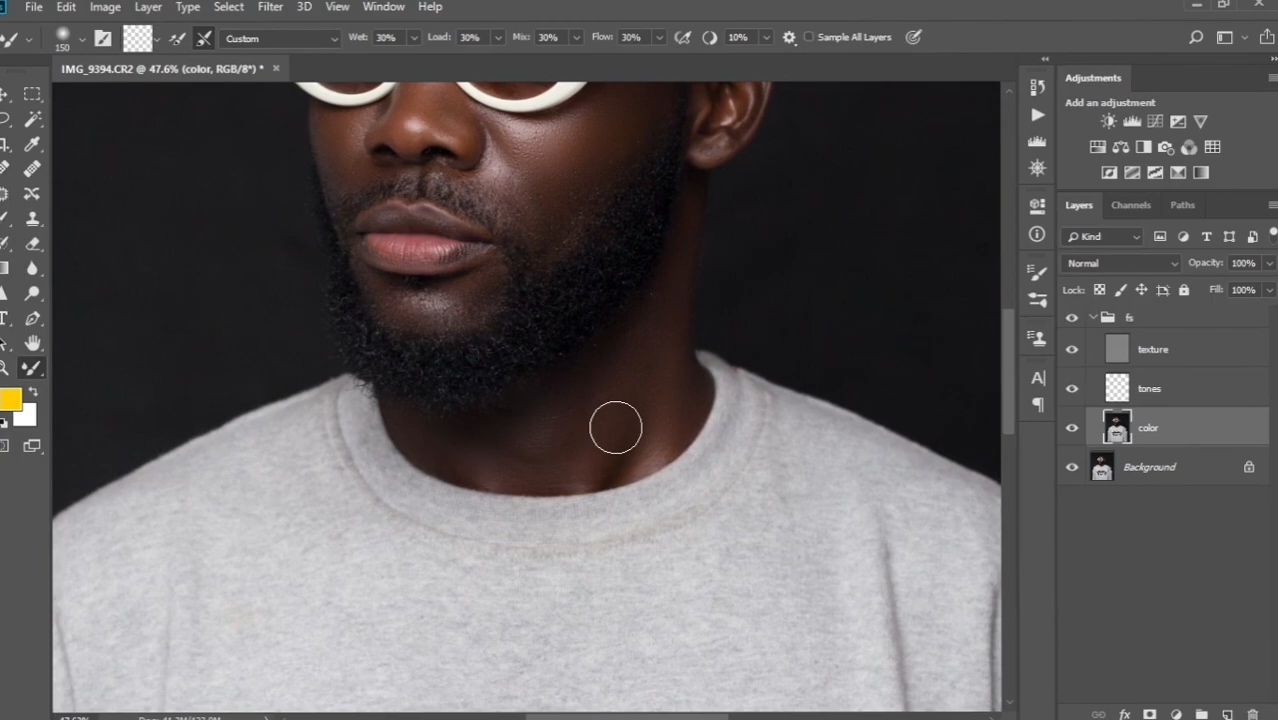 File Edit Image Layer Type Select Filter 3D View Window Help
150 Custom Wet: 30% Load: 30% Mix: 30% Flow: 30% 10% Sample All Layers
IMG_9394.CR2 @ 47.6% (color, RGB/8*) *
Adjustments
Add an adjustment
Layers Channels Paths
Kind
Normal Opacity: 100%
Lock: Fill: 100%
fs
texture
tones
color
Background